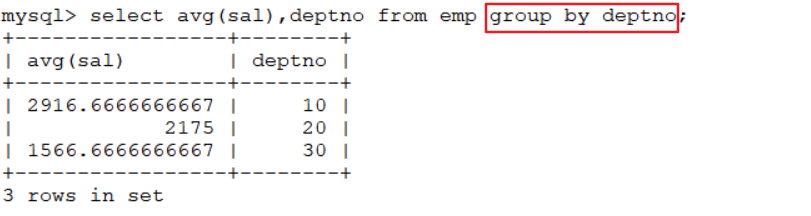 mysql> select avg(sal),deptno from emp group by deptno;
+-----------------+--------+
| avg(sal)        | deptno |
+-----------------+--------+
| 2916.6666666667 |     10 |
|            2175 |     20 |
| 1566.6666666667 |     30 |
+-----------------+--------+
3 rows in set